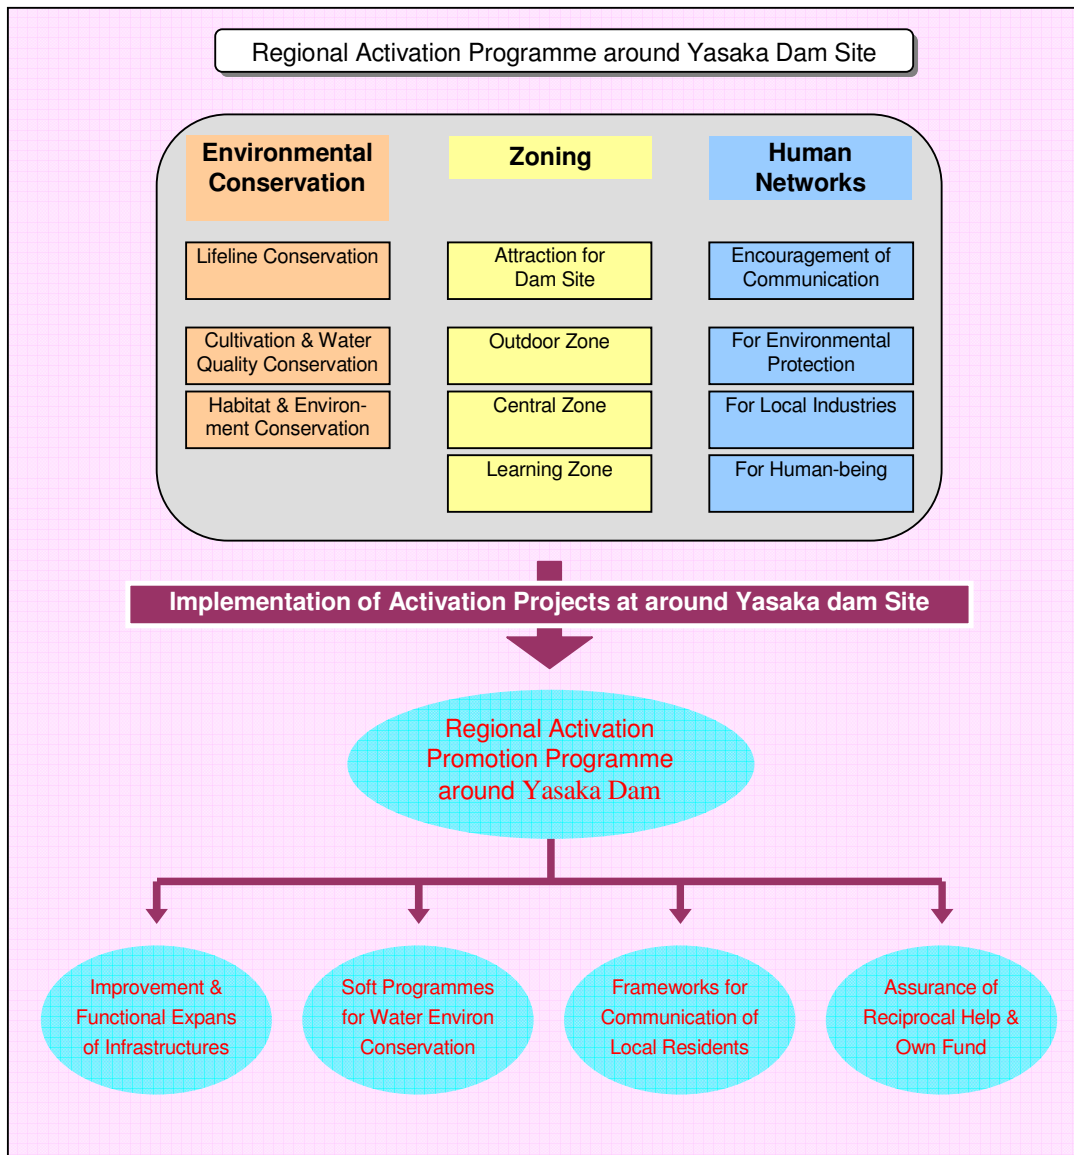 Regional Activation Programme around Yasaka Dam Site
Environmental
Conservation
Zoning
Human
Networks
Lifeline Conservation
Attraction for
Dam Site
Encouragement of
Communication
Cultivation & Water
Quality Conservation
Outdoor Zone
For Environmental
Protection
Habitat & Environ-
ment Conservation
Central Zone
For Local Industries
Learning Zone
For Human-being
Implementation of Activation Projects at around Yasaka dam Site
Regional Activation
Promotion Programme
around Yasaka Dam
Improvement &
Functional Expans
of Infrastructures
Soft Programmes
for Water Environ
Conservation
Frameworks for
Communication of
Local Residents
Assurance of
Reciprocal Help &
Own Fund